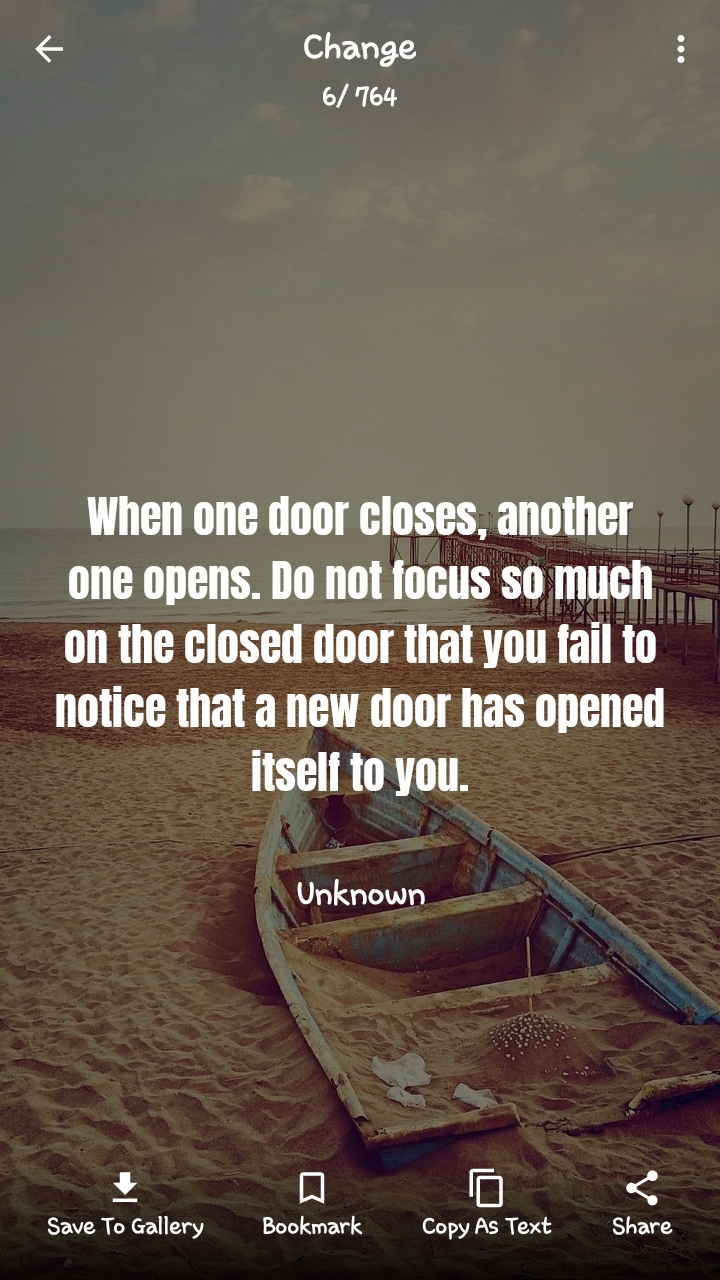 Change
6/ 764
When one door closes, another
one opens. Do not focus so much
on the closed door that you fail to
notice that a new door has opened
itself to you.
Unknown
Save To Gallery
Bookmark
Copy As Text
Share